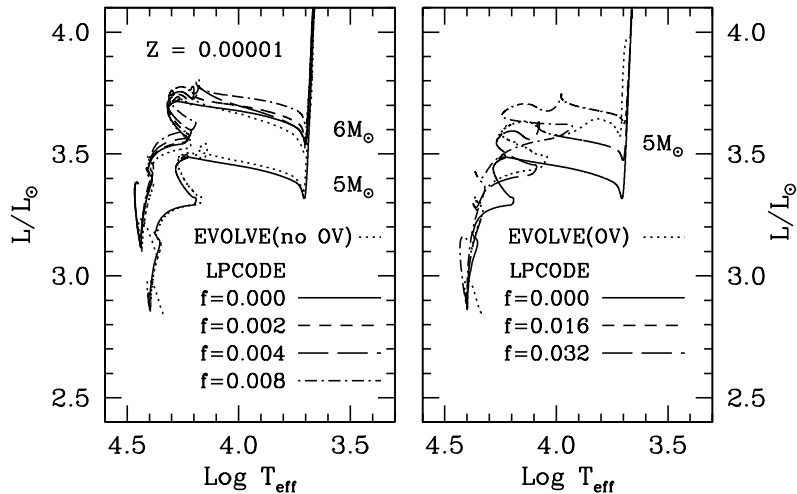 4.0
3.5
3.0
2.5
L/L☉
Z = 0.00001
6M☉
5M☉
EVOLVE(no OV)
LPCODE
f=0.000
f=0.002
f=0.004
f=0.008
4.5 4.0 3.5
Log Teff
5M☉
EVOLVE(OV)
LPCODE
f=0.000
f=0.016
f=0.032
4.5 4.0 3.5
Log Teff
4.0
3.5
3.0
2.5
L/L☉